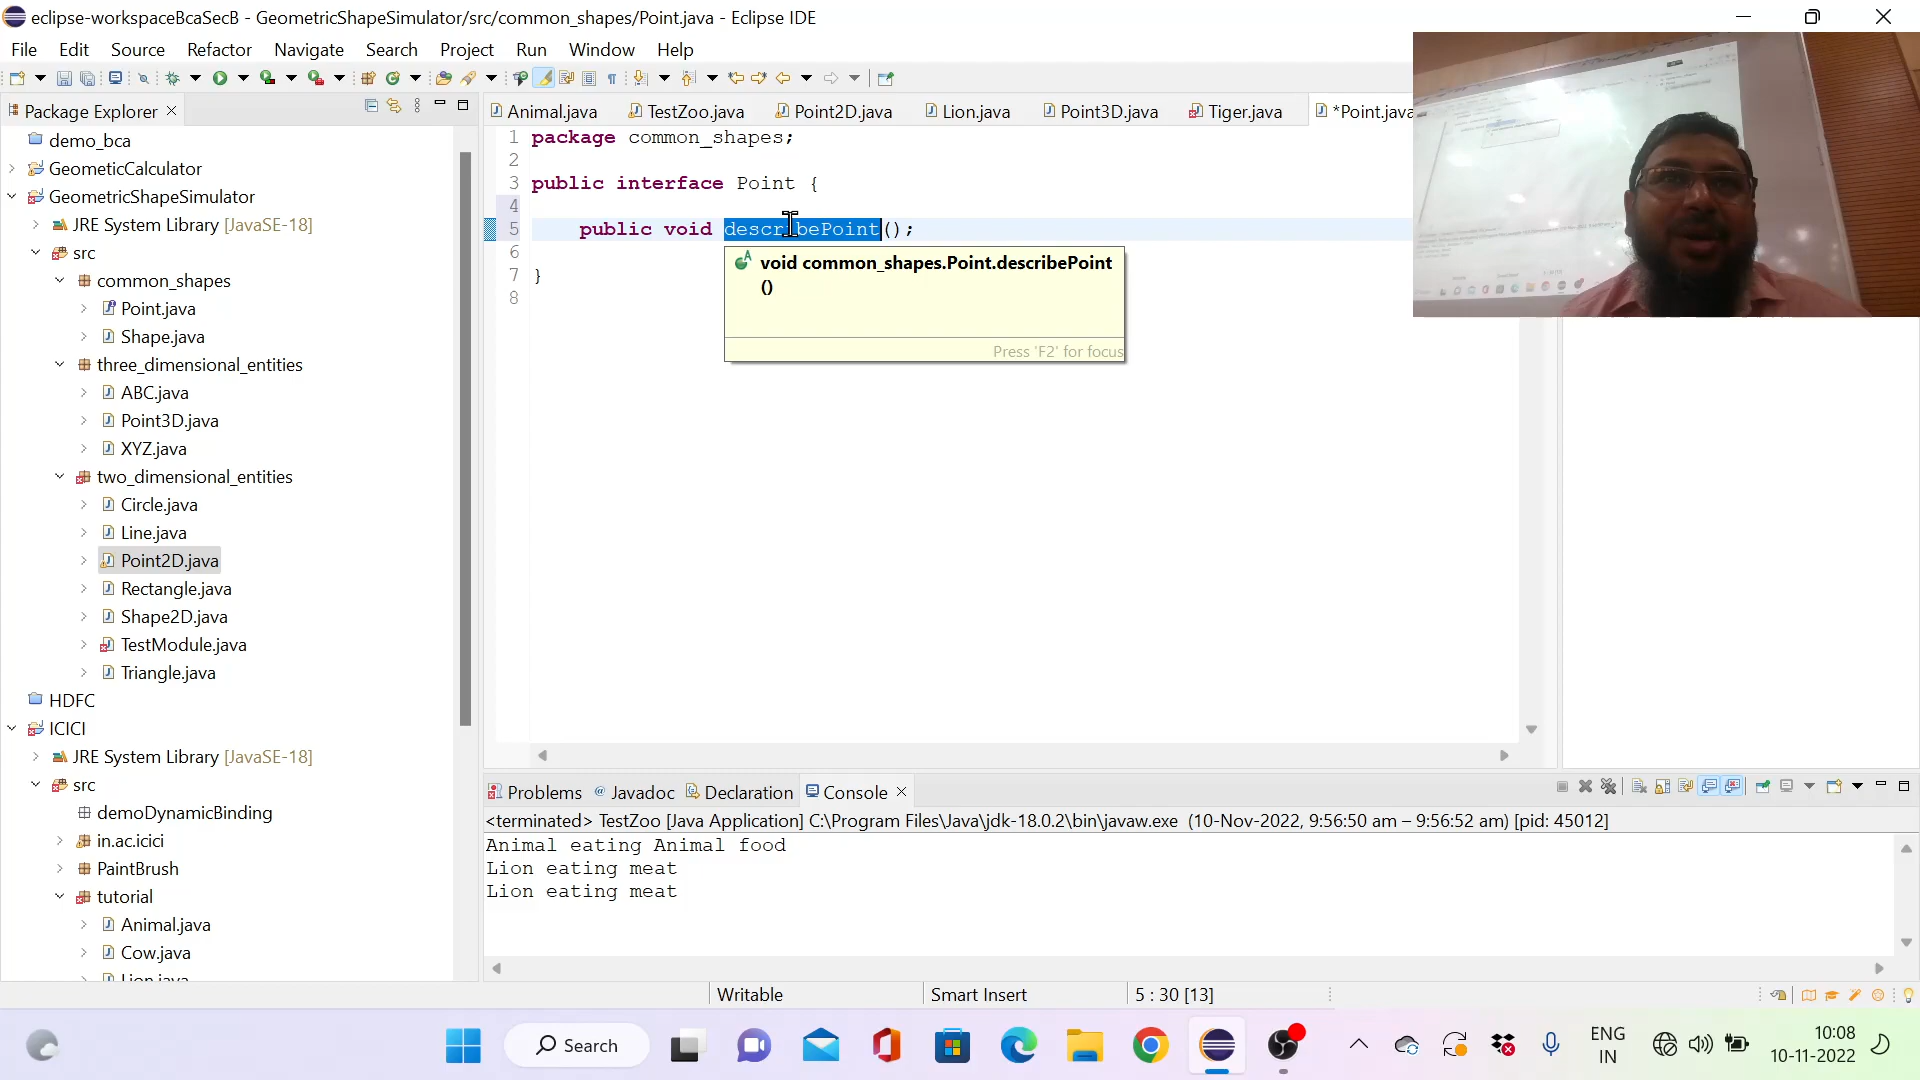 eclipse-workspaceBcaSecB - GeometricShapeSimulator/src/common_shapes/Point.java - Eclipse IDE
File Edit Source Refactor Navigate Search Project Run Window Help
Package Explorer
Animal.java TestZoo.java Point2D.java Lion.java Point3D.java Tiger.java *Point.java
demo_bca
GeometicCalculator
GeometricShapeSimulator
JRE System Library [JavaSE-18]
src
common_shapes
Point.java
Shape.java
three_dimensional_entities
ABC.java
Point3D.java
XYZ.java
two_dimensional_entities
Circle.java
Line.java
Point2D.java
Rectangle.java
Shape2D.java
TestModule.java
Triangle.java
HDFC
ICICI
JRE System Library [JavaSE-18]
src
demoDynamicBinding
in.ac.icici
PaintBrush
tutorial
Animal.java
Cow.java
Lion.java
1 package common_shapes;
2
3 public interface Point {
4
5 public void describePoint();
6
7 }
8
void common_shapes.Point.describePoint
()
Press 'F2' for focus
Problems Javadoc Declaration Console
<terminated> TestZoo [Java Application] C:\Program Files\Java\jdk-18.0.2\bin\javaw.exe (10-Nov-2022, 9:56:50 am – 9:56:52 am) [pid: 45012]
Animal eating Animal food
Lion eating meat
Lion eating meat
Writable Smart Insert 5 : 30 [13]
Search
ENG
IN
10:08
10-11-2022